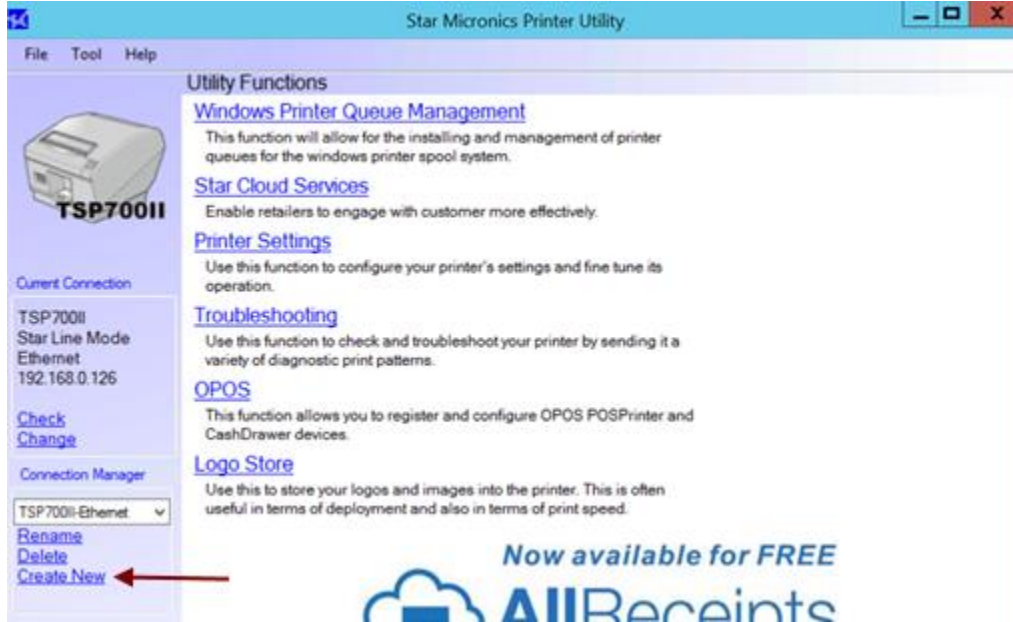 Star Micronics Printer Utility
File Tool Help
Utility Functions
Windows Printer Queue Management
This function will allow for the installing and management of printer
queues for the windows printer spool system.
Star Cloud Services
Enable retailers to engage with customer more effectively.
Printer Settings
Use this function to configure your printer's settings and fine tune its
operation.
Troubleshooting
Use this function to check and troubleshoot your printer by sending it a
variety of diagnostic print patterns.
OPOS
This function allows you to register and configure OPOS POSPrinter and
CashDrawer devices.
Logo Store
Use this to store your logos and images into the printer. This is often
useful in terms of deployment and also in terms of print speed.
Now available for FREE
AllReceipts
TSP700II
Current Connection
TSP700II
Star Line Mode
Ethernet
192.168.0.126
Check
Change
Connection Manager
TSP700II-Ethernet
Rename
Delete
Create New